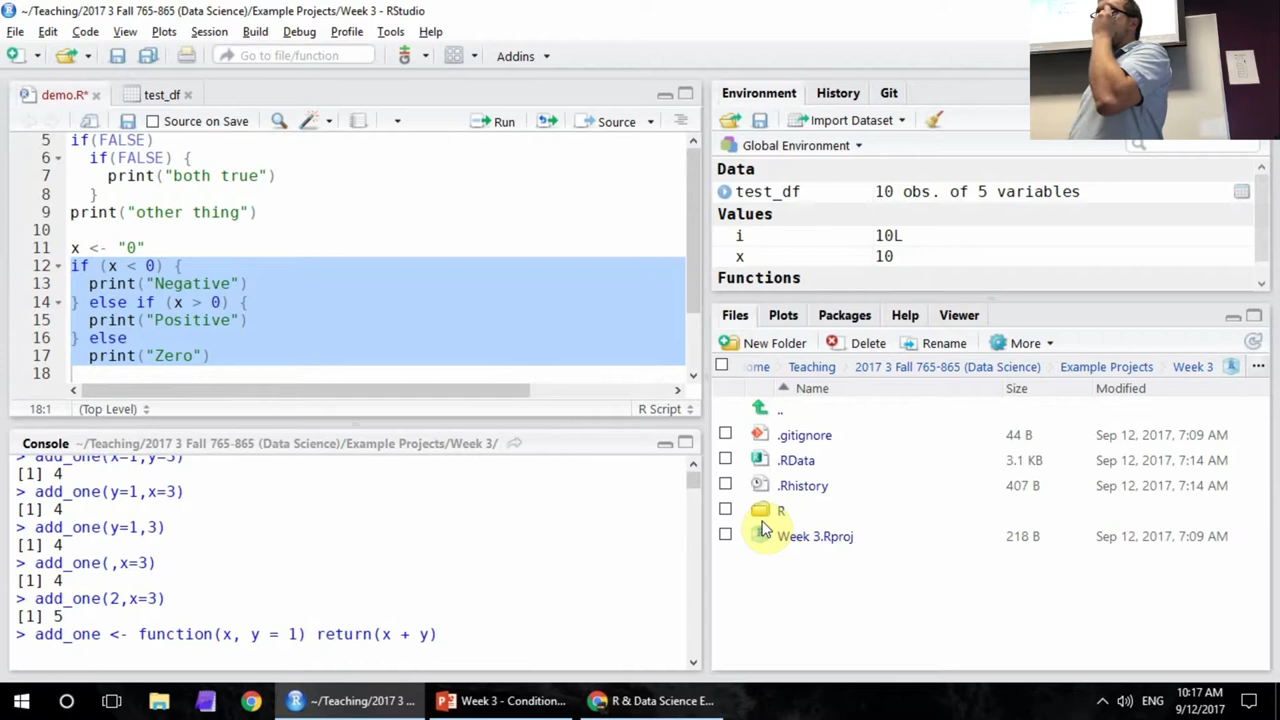 ~/Teaching/2017 3 Fall 765-865 (Data Science)/Example Projects/Week 3 - RStudio
File Edit Code View Plots Session Build Debug Profile Tools Help
Go to file/function Addins
demo.R* test_df
Source on Save Run Source
5 if(FALSE)
6 if(FALSE) {
7 print("both true")
8 }
9 print("other thing")
10
11 x <- "0"
12 if (x < 0) {
13 print("Negative")
14 } else if (x > 0) {
15 print("Positive")
16 } else
17 print("Zero")
18
18:1 (Top Level) R Script
Console ~/Teaching/2017 3 Fall 765-865 (Data Science)/Example Projects/Week 3/
> add_one(x=1,y=3)
[1] 4
> add_one(y=1,x=3)
[1] 4
> add_one(y=1,3)
[1] 4
> add_one(,x=3)
[1] 4
> add_one(2,x=3)
[1] 5
> add_one <- function(x, y = 1) return(x + y)
Environment History Git
Import Dataset
Global Environment
Data
test_df 10 obs. of 5 variables
Values
i 10L
x 10
Functions
Files Plots Packages Help Viewer
New Folder Delete Rename More
ome Teaching 2017 3 Fall 765-865 (Data Science) Example Projects Week 3
Name Size Modified
..
.gitignore 44 B Sep 12, 2017, 7:09 AM
.RData 3.1 KB Sep 12, 2017, 7:14 AM
.Rhistory 407 B Sep 12, 2017, 7:14 AM
R
Week 3.Rproj 218 B Sep 12, 2017, 7:09 AM
~/Teaching/2017 3 ... Week 3 - Condition... R & Data Science E... ENG 10:17 AM
9/12/2017